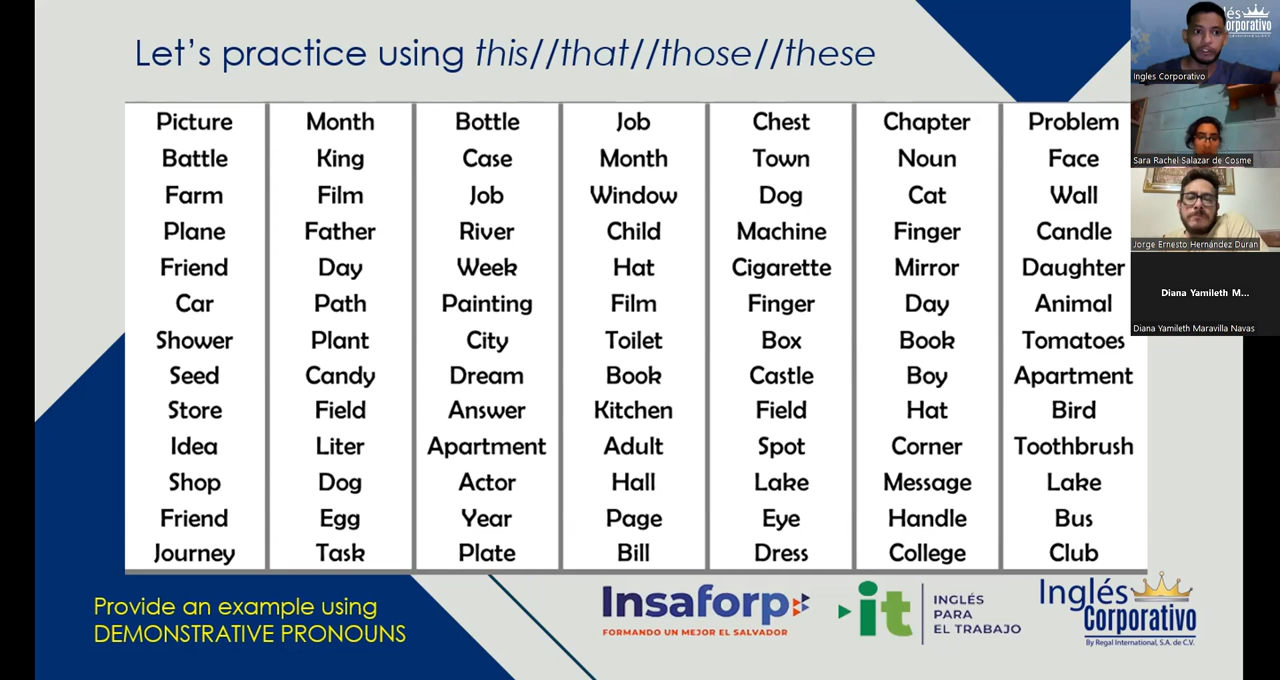 Let's practice using this//that//those//these
Picture Month Bottle Job Chest Chapter Problem
Battle King Case Month Town Noun Face
Farm Film Job Window Dog Cat Wall
Plane Father River Child Machine Finger Candle
Friend Day Week Hat Cigarette Mirror Daughter
Car Path Painting Film Finger Day Animal
Shower Plant City Toilet Box Book Tomatoes
Seed Candy Dream Book Castle Boy Apartment
Store Field Answer Kitchen Field Hat Bird
Idea Liter Apartment Adult Spot Corner Toothbrush
Shop Dog Actor Hall Lake Message Lake
Friend Egg Year Page Eye Handle Bus
Journey Task Plate Bill Dress College Club
Provide an example using
DEMONSTRATIVE PRONOUNS
Insaforp
FORMANDO UN MEJOR EL SALVADOR
it
INGLÉS
PARA
EL TRABAJO
Inglés
Corporativo
By Regal International, S.A. de C.V.
Ingles Corporativo
Sara Rachel Salazar de Cosme
Jorge Ernesto Hernández Duran
Diana Yamileth M...
Diana Yamileth Maravilla Navas